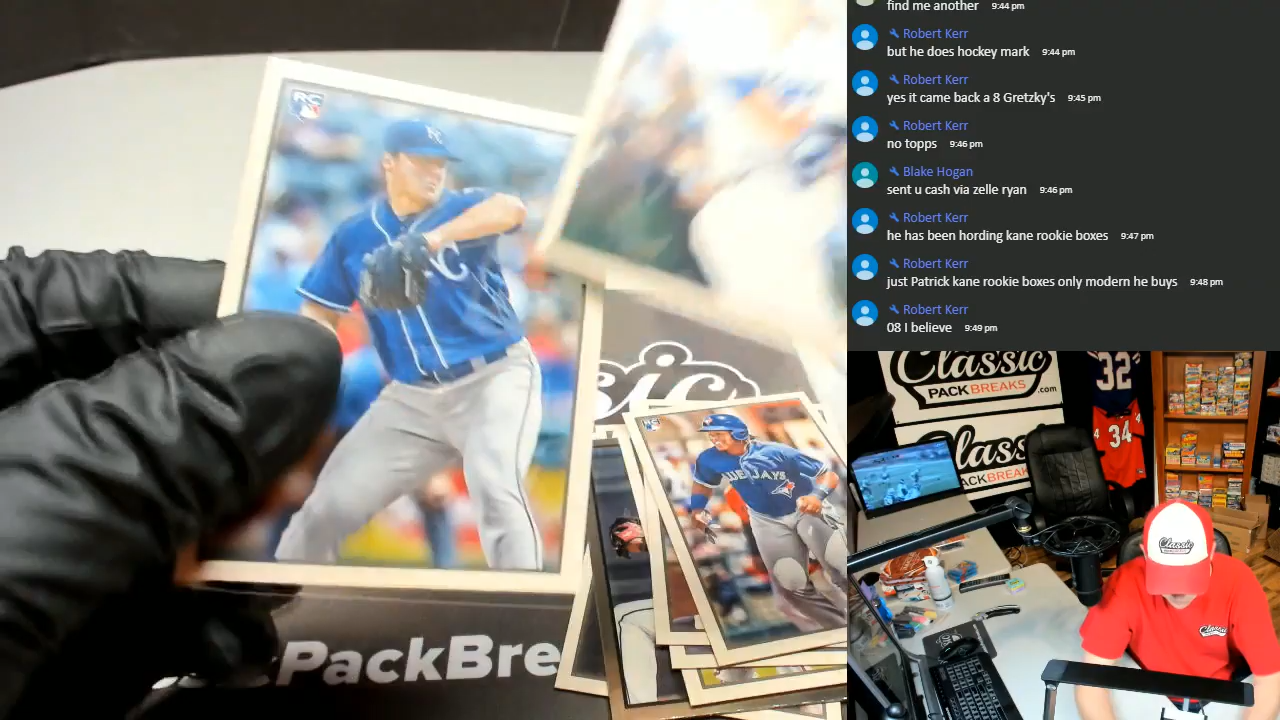 find me another 9:44 pm
Robert Kerr
but he does hockey mark 9:44 pm
Robert Kerr
yes it came back a 8 Gretzky's 9:45 pm
Robert Kerr
no topps 9:46 pm
Blake Hogan
sent u cash via zelle ryan 9:46 pm
Robert Kerr
he has been hording kane rookie boxes 9:47 pm
Robert Kerr
just Patrick kane rookie boxes only modern he buys 9:48 pm
Robert Kerr
08 I believe 9:49 pm
RC
KC
sic
BLUE JAYS
PackBre
Classic
PACKBREAKS.com
Classic
PACKBREAKS
32
4 34
Classic
Classic